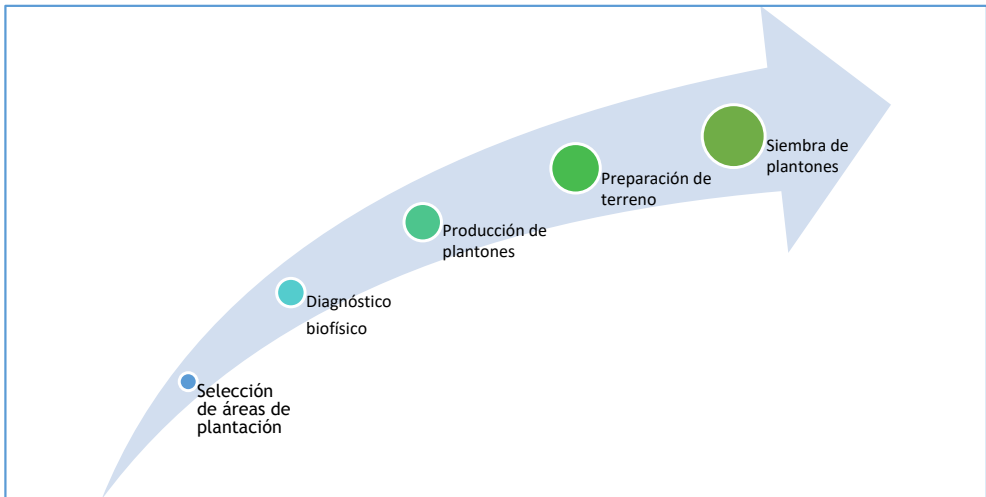 Siembra de
plantones
Preparación de
terreno
Producción de
plantones
Diagnóstico
biofísico
Selección
de áreas de
plantación